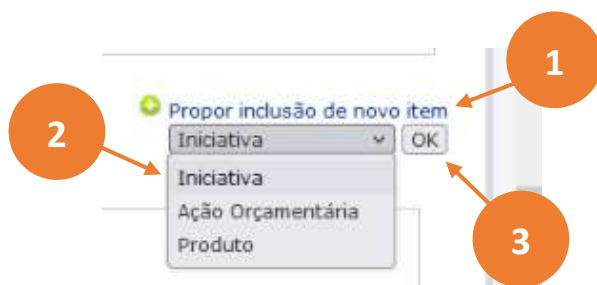 1
Propor inclusão de novo item
2
Iniciativa OK
Iniciativa
Ação Orçamentária
Produto
3